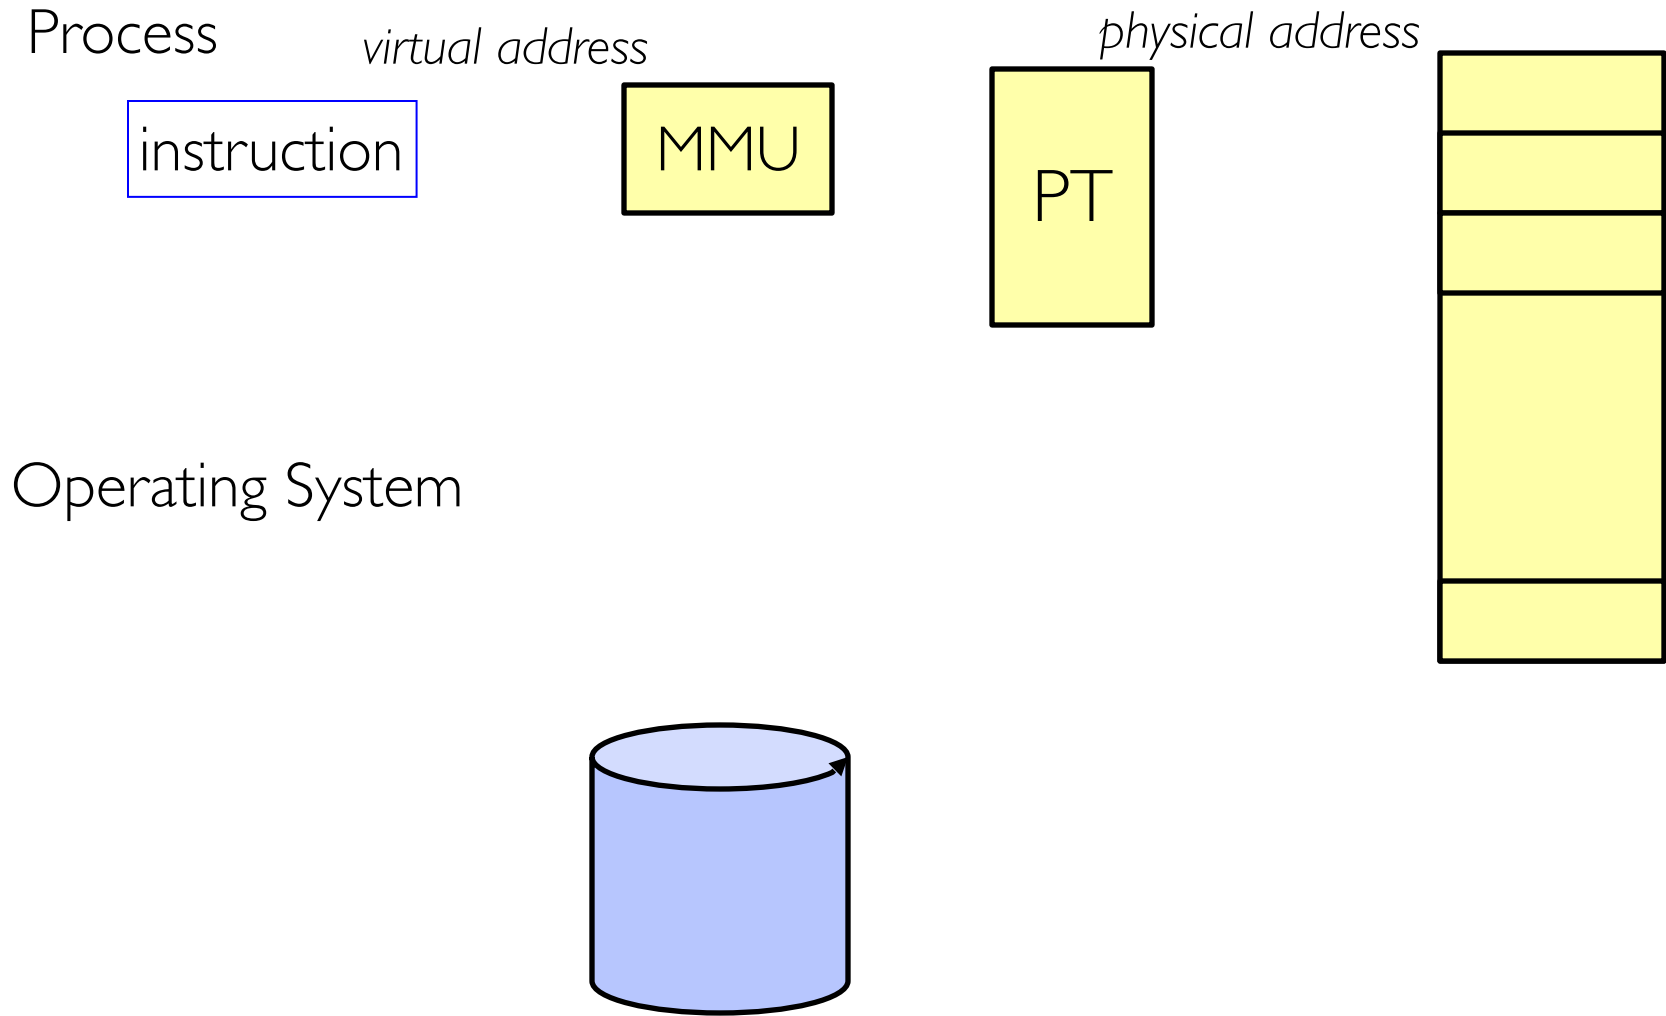 Process
virtual address
physical address
instruction
MMU
PT
Operating System